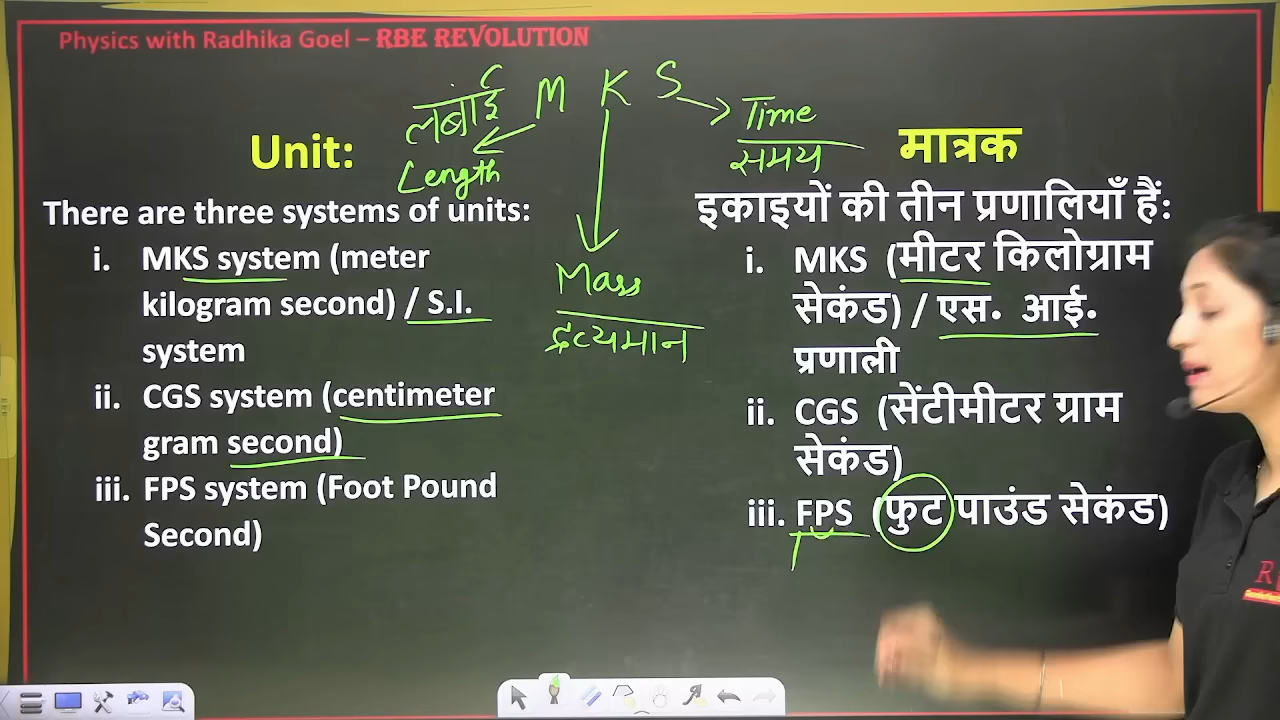 Physics with Radhika Goel – RBE REVOLUTION
लंबाई M K S
Length
Time
समय
Mass
द्रव्यमान
Unit:
There are three systems of units:
i. MKS system (meter
kilogram second) / S.I.
system
ii. CGS system (centimeter
gram second)
iii. FPS system (Foot Pound
Second)
मात्रक
इकाइयों की तीन प्रणालियाँ हैं:
i. MKS (मीटर किलोग्राम
सेकंड) / एस. आई.
प्रणाली
ii. CGS (सेंटीमीटर ग्राम
सेकंड)
iii. FPS (फुट पाउंड सेकंड)